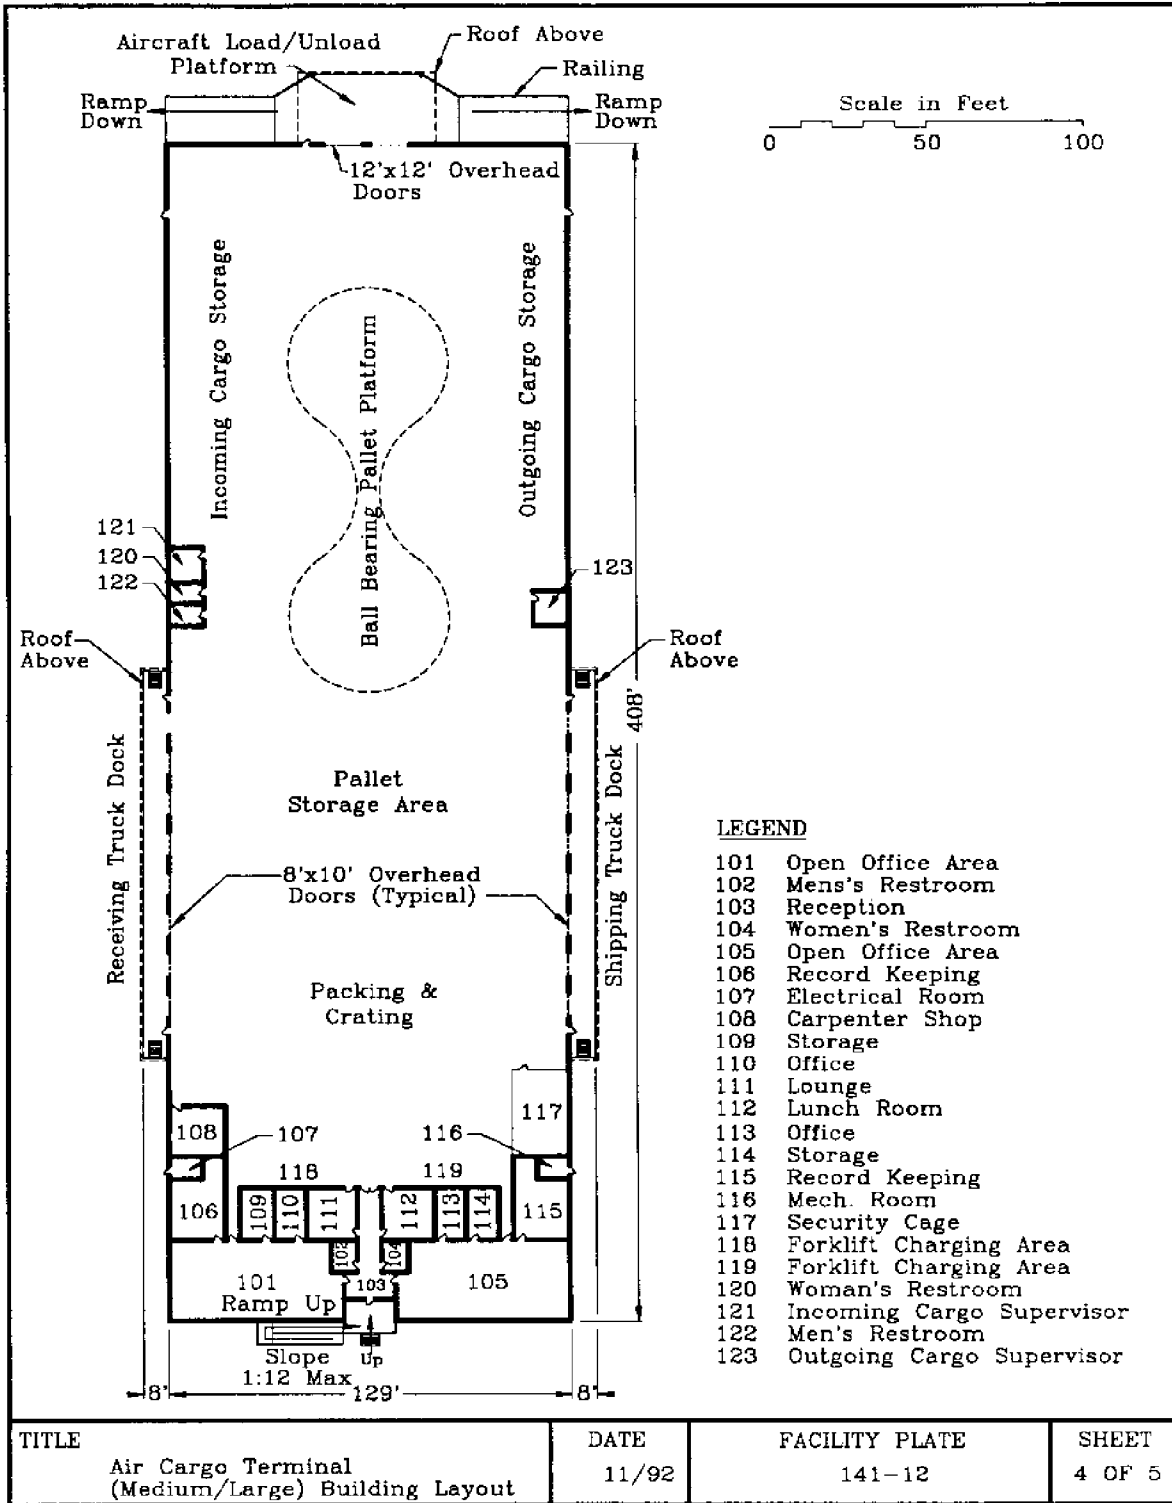 Aircraft Load/Unload
Platform
Roof Above
Railing
Ramp
Down
Ramp
Down
Scale in Feet
0 50 100
12'x12' Overhead
Doors
Incoming Cargo Storage
Outgoing Cargo Storage
Ball Bearing Pallet Platform
121
120
122
123
Roof
Above
Roof
Above
408'
Receiving Truck Dock
Shipping Truck Dock
Pallet
Storage Area
8'x10' Overhead
Doors (Typical)
Packing &
Crating
117
108
107
116
118
119
106
109
110
111
112
113
114
115
102
104
101
103
105
Ramp Up
Slope
1:12 Max
Up
8'
129'
8'
LEGEND
101 Open Office Area
102 Mens's Restroom
103 Reception
104 Women's Restroom
105 Open Office Area
106 Record Keeping
107 Electrical Room
108 Carpenter Shop
109 Storage
110 Office
111 Lounge
112 Lunch Room
113 Office
114 Storage
115 Record Keeping
116 Mech. Room
117 Security Cage
118 Forklift Charging Area
119 Forklift Charging Area
120 Woman's Restroom
121 Incoming Cargo Supervisor
122 Men's Restroom
123 Outgoing Cargo Supervisor
TITLE
Air Cargo Terminal
(Medium/Large) Building Layout
DATE
11/92
FACILITY PLATE
141-12
SHEET
4 OF 5